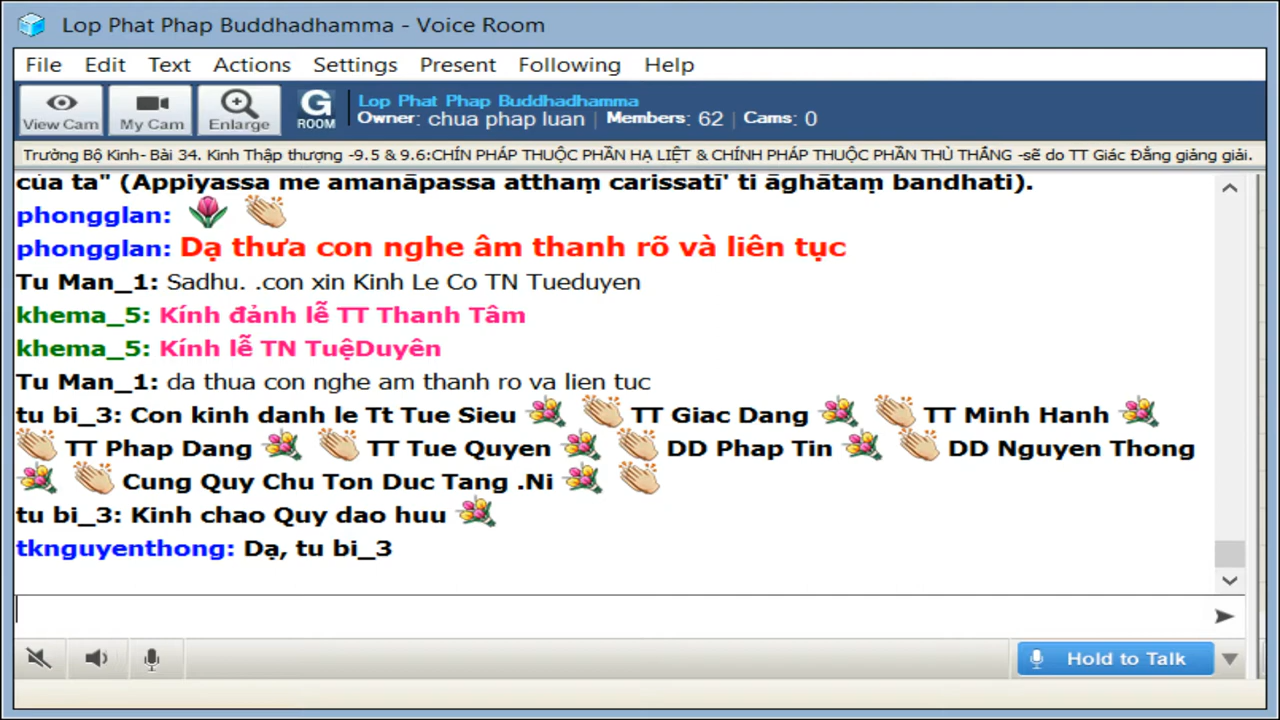 Lop Phat Phap Buddhadhamma - Voice Room
File Edit Text Actions Settings Present Following Help
View Cam My Cam Enlarge G ROOM
Lop Phat Phap Buddhadhamma
Owner: chua phap luan | Members: 62 | Cams: 0
Trường Bộ Kinh- Bài 34. Kinh Thập thượng -9.5 & 9.6:CHÍN PHÁP THUỘC PHẦN HẠ LIỆT & CHÍNH PHÁP THUỘC PHẦN THÙ THẮNG -sẽ do TT Giác Đẳng giảng giải.
của ta" (Appiyassa me amanāpassa atthaṃ carissatī' ti āghātaṃ bandhati).
phongglan:
phongglan: Dạ thưa con nghe âm thanh rõ và liên tục
Tu Man_1: Sadhu. .con xin Kinh Le Co TN Tueduyen
khema_5: Kính đảnh lễ TT Thanh Tâm
khema_5: Kính lễ TN TuệDuyên
Tu Man_1: da thua con nghe am thanh ro va lien tuc
tu bi_3: Con kinh danh le Tt Tue Sieu TT Giac Dang TT Minh Hanh
TT Phap Dang TT Tue Quyen DD Phap Tin DD Nguyen Thong
Cung Quy Chu Ton Duc Tang .Ni
tu bi_3: Kinh chao Quy dao huu
tknguyenthong: Dạ, tu bi_3
Hold to Talk